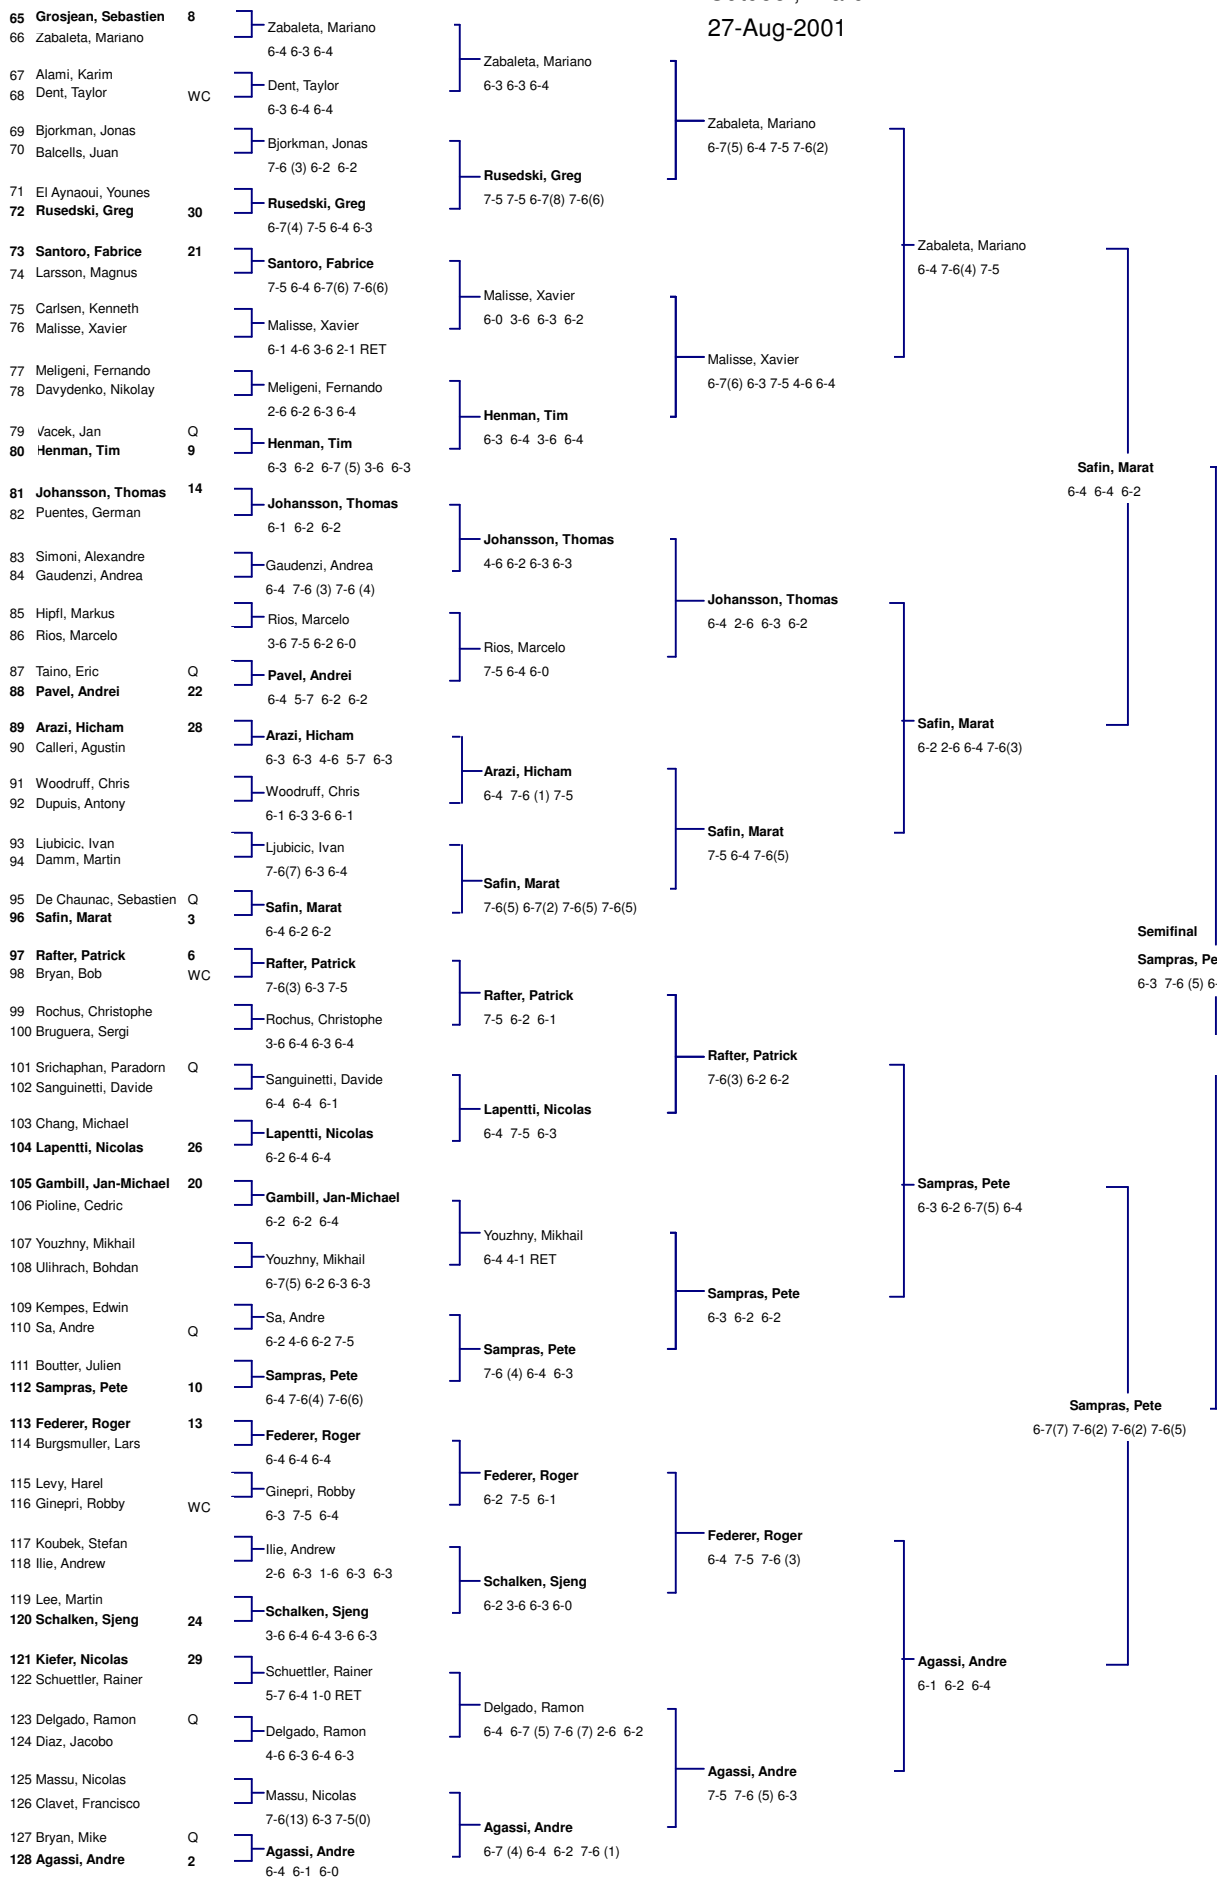 27-Aug-2001
65 Grosjean, Sebastien 8
66 Zabaleta, Mariano
67 Alami, Karim
68 Dent, Taylor WC
69 Bjorkman, Jonas
70 Balcells, Juan
71 El Aynaoui, Younes
72 Rusedski, Greg 30
73 Santoro, Fabrice 21
74 Larsson, Magnus
75 Carlsen, Kenneth
76 Malisse, Xavier
77 Meligeni, Fernando
78 Davydenko, Nikolay
79 Vacek, Jan Q
80 Henman, Tim 9
81 Johansson, Thomas 14
82 Puentes, German
83 Simoni, Alexandre
84 Gaudenzi, Andrea
85 Hipfl, Markus
86 Rios, Marcelo
87 Taino, Eric Q
88 Pavel, Andrei 22
89 Arazi, Hicham 28
90 Calleri, Agustin
91 Woodruff, Chris
92 Dupuis, Antony
93 Ljubicic, Ivan
94 Damm, Martin
95 De Chaunac, Sebastien Q
96 Safin, Marat 3
97 Rafter, Patrick 6
98 Bryan, Bob WC
99 Rochus, Christophe
100 Bruguera, Sergi
101 Srichaphan, Paradorn Q
102 Sanguinetti, Davide
103 Chang, Michael
104 Lapentti, Nicolas 26
105 Gambill, Jan-Michael 20
106 Pioline, Cedric
107 Youzhny, Mikhail
108 Ulihrach, Bohdan
109 Kempes, Edwin
110 Sa, Andre Q
111 Boutter, Julien
112 Sampras, Pete 10
113 Federer, Roger 13
114 Burgsmuller, Lars
115 Levy, Harel
116 Ginepri, Robby WC
117 Koubek, Stefan
118 Ilie, Andrew
119 Lee, Martin
120 Schalken, Sjeng 24
121 Kiefer, Nicolas 29
122 Schuettler, Rainer
123 Delgado, Ramon Q
124 Diaz, Jacobo
125 Massu, Nicolas
126 Clavet, Francisco
127 Bryan, Mike Q
128 Agassi, Andre 2
Zabaleta, Mariano
6-4 6-3 6-4
Dent, Taylor
6-3 6-4 6-4
Bjorkman, Jonas
7-6 (3) 6-2 6-2
Rusedski, Greg
6-7(4) 7-5 6-4 6-3
Santoro, Fabrice
7-5 6-4 6-7(6) 7-6(6)
Malisse, Xavier
6-1 4-6 3-6 2-1 RET
Meligeni, Fernando
2-6 6-2 6-3 6-4
Henman, Tim
6-3 6-2 6-7 (5) 3-6 6-3
Johansson, Thomas
6-1 6-2 6-2
Gaudenzi, Andrea
6-4 7-6 (3) 7-6 (4)
Rios, Marcelo
3-6 7-5 6-2 6-0
Pavel, Andrei
6-4 5-7 6-2 6-2
Arazi, Hicham
6-3 6-3 4-6 5-7 6-3
Woodruff, Chris
6-1 6-3 3-6 6-1
Ljubicic, Ivan
7-6(7) 6-3 6-4
Safin, Marat
6-4 6-2 6-2
Rafter, Patrick
7-6(3) 6-3 7-5
Rochus, Christophe
3-6 6-4 6-3 6-4
Sanguinetti, Davide
6-4 6-4 6-1
Lapentti, Nicolas
6-2 6-4 6-4
Gambill, Jan-Michael
6-2 6-2 6-4
Youzhny, Mikhail
6-7(5) 6-2 6-3 6-3
Sa, Andre
6-2 4-6 6-2 7-5
Sampras, Pete
6-4 7-6(4) 7-6(6)
Federer, Roger
6-4 6-4 6-4
Ginepri, Robby
6-3 7-5 6-4
Ilie, Andrew
2-6 6-3 1-6 6-3 6-3
Schalken, Sjeng
3-6 6-4 6-4 3-6 6-3
Schuettler, Rainer
5-7 6-4 1-0 RET
Delgado, Ramon
4-6 6-3 6-4 6-3
Massu, Nicolas
7-6(13) 6-3 7-5(0)
Agassi, Andre
6-4 6-1 6-0
Zabaleta, Mariano
6-3 6-3 6-4
Rusedski, Greg
7-5 7-5 6-7(8) 7-6(6)
Malisse, Xavier
6-0 3-6 6-3 6-2
Henman, Tim
6-3 6-4 3-6 6-4
Johansson, Thomas
4-6 6-2 6-3 6-3
Rios, Marcelo
7-5 6-4 6-0
Arazi, Hicham
6-4 7-6 (1) 7-5
Safin, Marat
7-6(5) 6-7(2) 7-6(5) 7-6(5)
Rafter, Patrick
7-5 6-2 6-1
Lapentti, Nicolas
6-4 7-5 6-3
Youzhny, Mikhail
6-4 4-1 RET
Sampras, Pete
7-6 (4) 6-4 6-3
Federer, Roger
6-2 7-5 6-1
Schalken, Sjeng
6-2 3-6 6-3 6-0
Delgado, Ramon
6-4 6-7 (5) 7-6 (7) 2-6 6-2
Agassi, Andre
6-7 (4) 6-4 6-2 7-6 (1)
Zabaleta, Mariano
6-7(5) 6-4 7-5 7-6(2)
Malisse, Xavier
6-7(6) 6-3 7-5 4-6 6-4
Johansson, Thomas
6-4 2-6 6-3 6-2
Safin, Marat
7-5 6-4 7-6(5)
Rafter, Patrick
7-6(3) 6-2 6-2
Sampras, Pete
6-3 6-2 6-2
Federer, Roger
6-4 7-5 7-6 (3)
Agassi, Andre
7-5 7-6 (5) 6-3
Zabaleta, Mariano
6-4 7-6(4) 7-5
Safin, Marat
6-2 2-6 6-4 7-6(3)
Sampras, Pete
6-3 6-2 6-7(5) 6-4
Agassi, Andre
6-1 6-2 6-4
Safin, Marat
6-4 6-4 6-2
Sampras, Pete
6-7(7) 7-6(2) 7-6(2) 7-6(5)
Semifinal
Sampras, Pe
6-3 7-6 (5) 6-